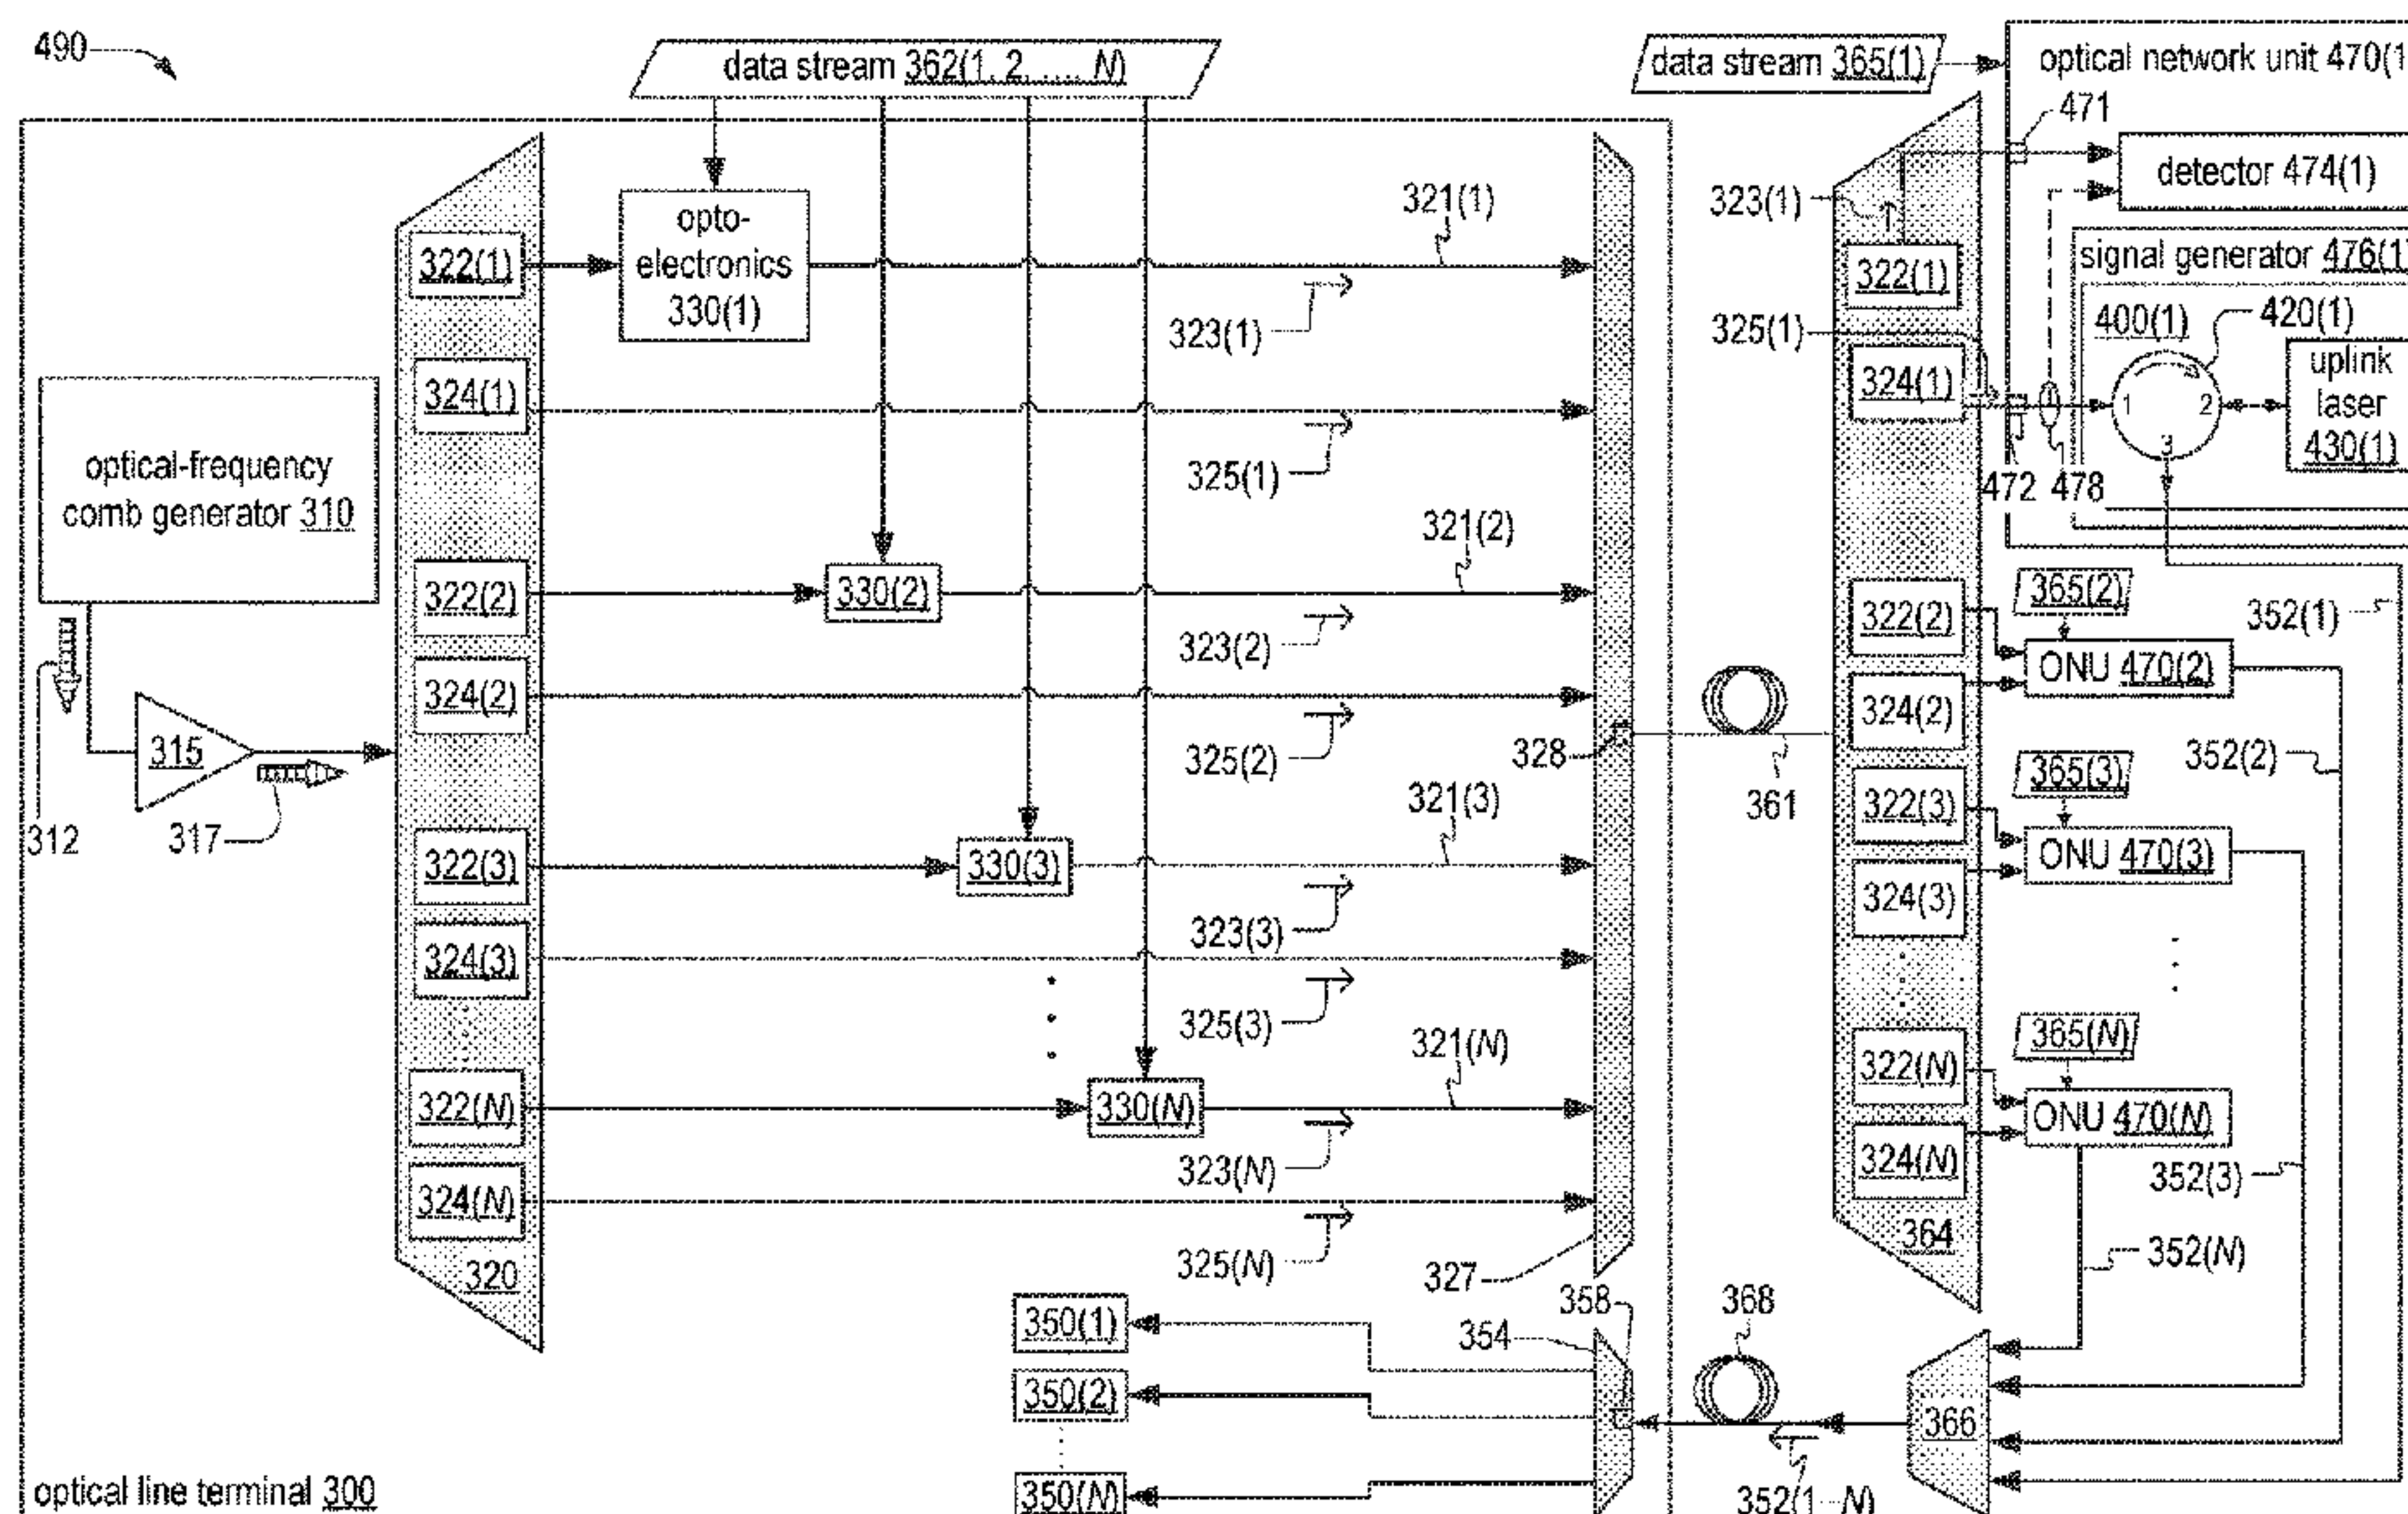 490
data stream 362(1, 2, .... N)
data stream 365(1)
optical network unit 470(1
471
detector 474(1)
322(1)
opto-
electronics
330(1)
321(1)
323(1)
323(1)
322(1)
signal generator 476(1
400(1)
420(1)
325(1)
324(1)
324(1)
1
2
3
uplink
laser
430(1)
325(1)
472
478
optical-frequency
comb generator 310
322(2)
330(2)
321(2)
323(2)
322(2)
365(2)
ONU 470(2)
352(1)
312
324(2)
325(2)
324(2)
315
317
328
361
365(3)
352(2)
322(3)
330(3)
321(3)
323(3)
322(3)
ONU 470(3)
324(3)
325(3)
324(3)
322(N)
330(N)
321(N)
323(N)
322(N)
365(N)
ONU 470(N)
324(N)
325(N)
324(N)
352(3)
320
327
364
352(N)
350(1)
354
358
368
350(2)
366
350(N)
352(1–N)
optical line terminal 300